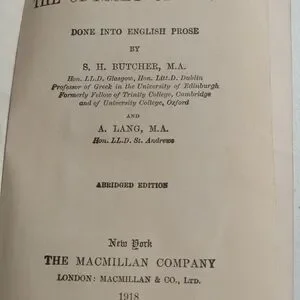 DONE INTO ENGLISH PROSE
BY
S. H. BUTCHER, M.A.
Hon. LL.D. Glasgow, Hon. Litt.D. Dublin
Professor of Greek in the University of Edinburgh
Formerly Fellow of Trinity College, Cambridge
and of University College, Oxford
AND
A. LANG, M.A.
Hon. LL.D. St. Andrews
ABRIDGED EDITION
New York
THE MACMILLAN COMPANY
LONDON: MACMILLAN & CO., LTD.
1918